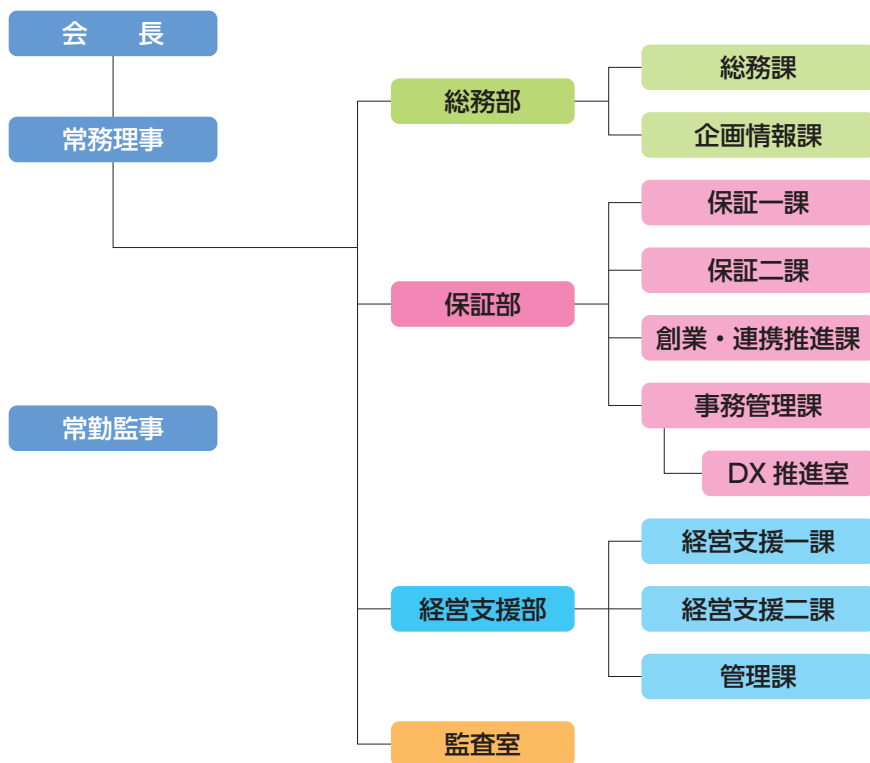 会　長
常務理事
常勤監事
総務部
総務課
企画情報課
保証部
保証一課
保証二課
創業・連携推進課
事務管理課
DX 推進室
経営支援部
経営支援一課
経営支援二課
管理課
監査室